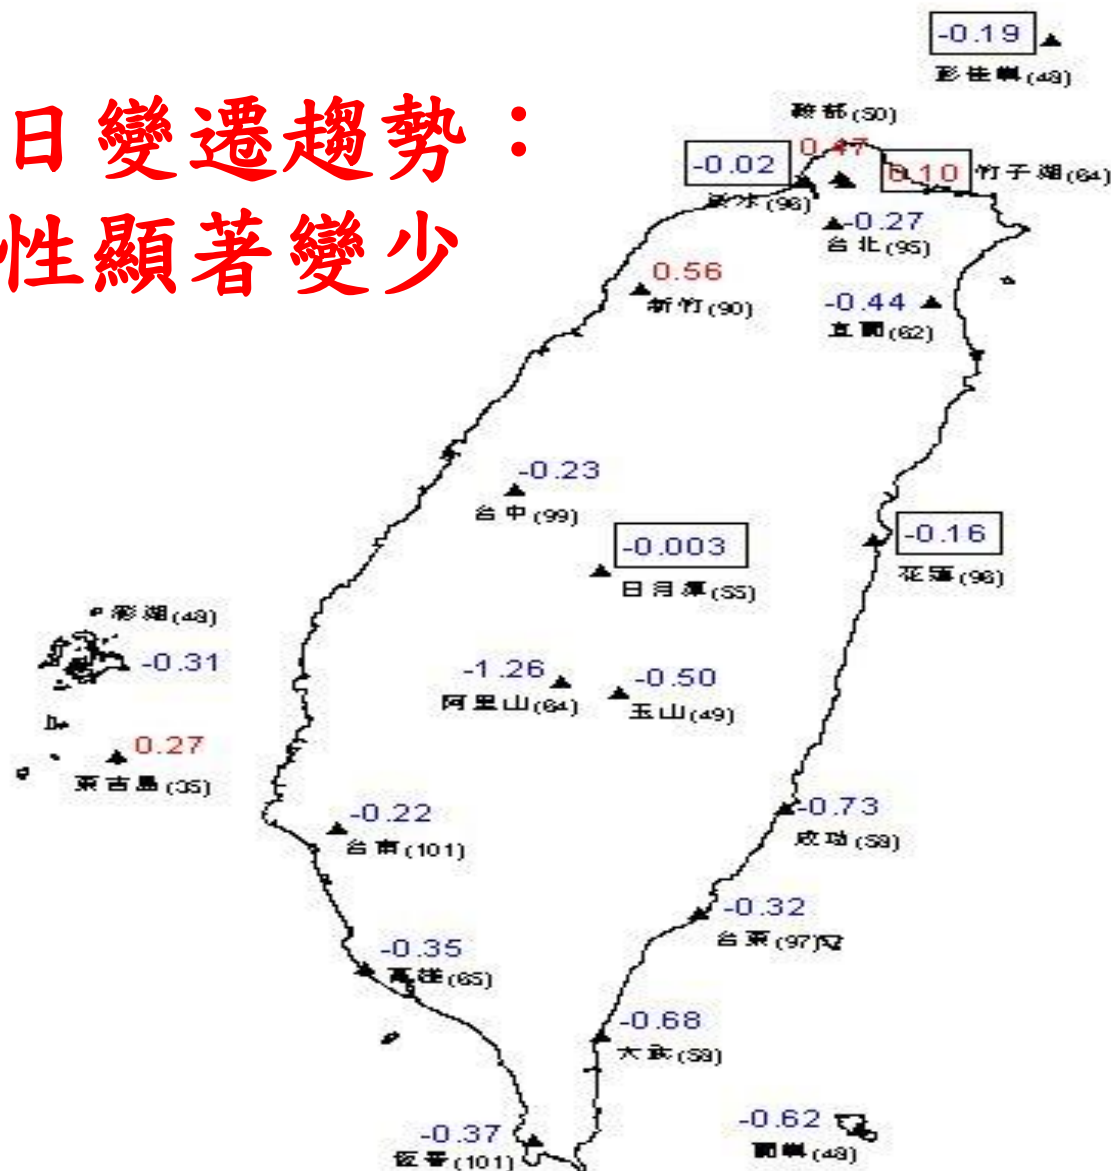 -0.19
彭佳嶼(48)
日變遷趨勢：
鞍部(50)
0.47
-0.02
0.10 竹子湖(64)
淡水(96)
-0.27
台北(95)
性顯著變少
0.56
新竹(90)
-0.44
宜蘭(62)
-0.23
台中(99)
-0.16
花蓮(96)
-0.003
日月潭(55)
澎湖(48)
-0.31
-1.26
阿里山(64)
-0.50
玉山(49)
0.27
東吉島(35)
-0.22
台南(101)
-0.73
成功(58)
-0.32
台東(97)
-0.35
高雄(65)
-0.68
大武(58)
-0.62
蘭嶼(48)
-0.37
恆春(101)